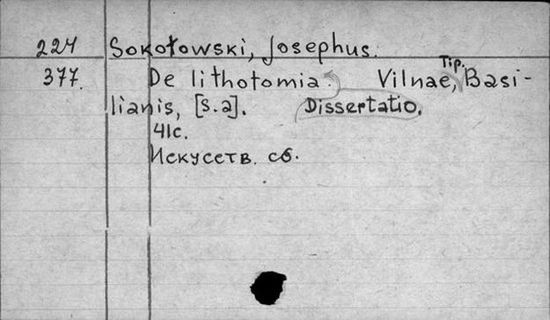 224 Sokołowski, Josephus.
377. De lithotomia. Vilnae, Tip. Basi-
lianis, [s.a]. Dissertatio.
41c.
Искусств. сб.